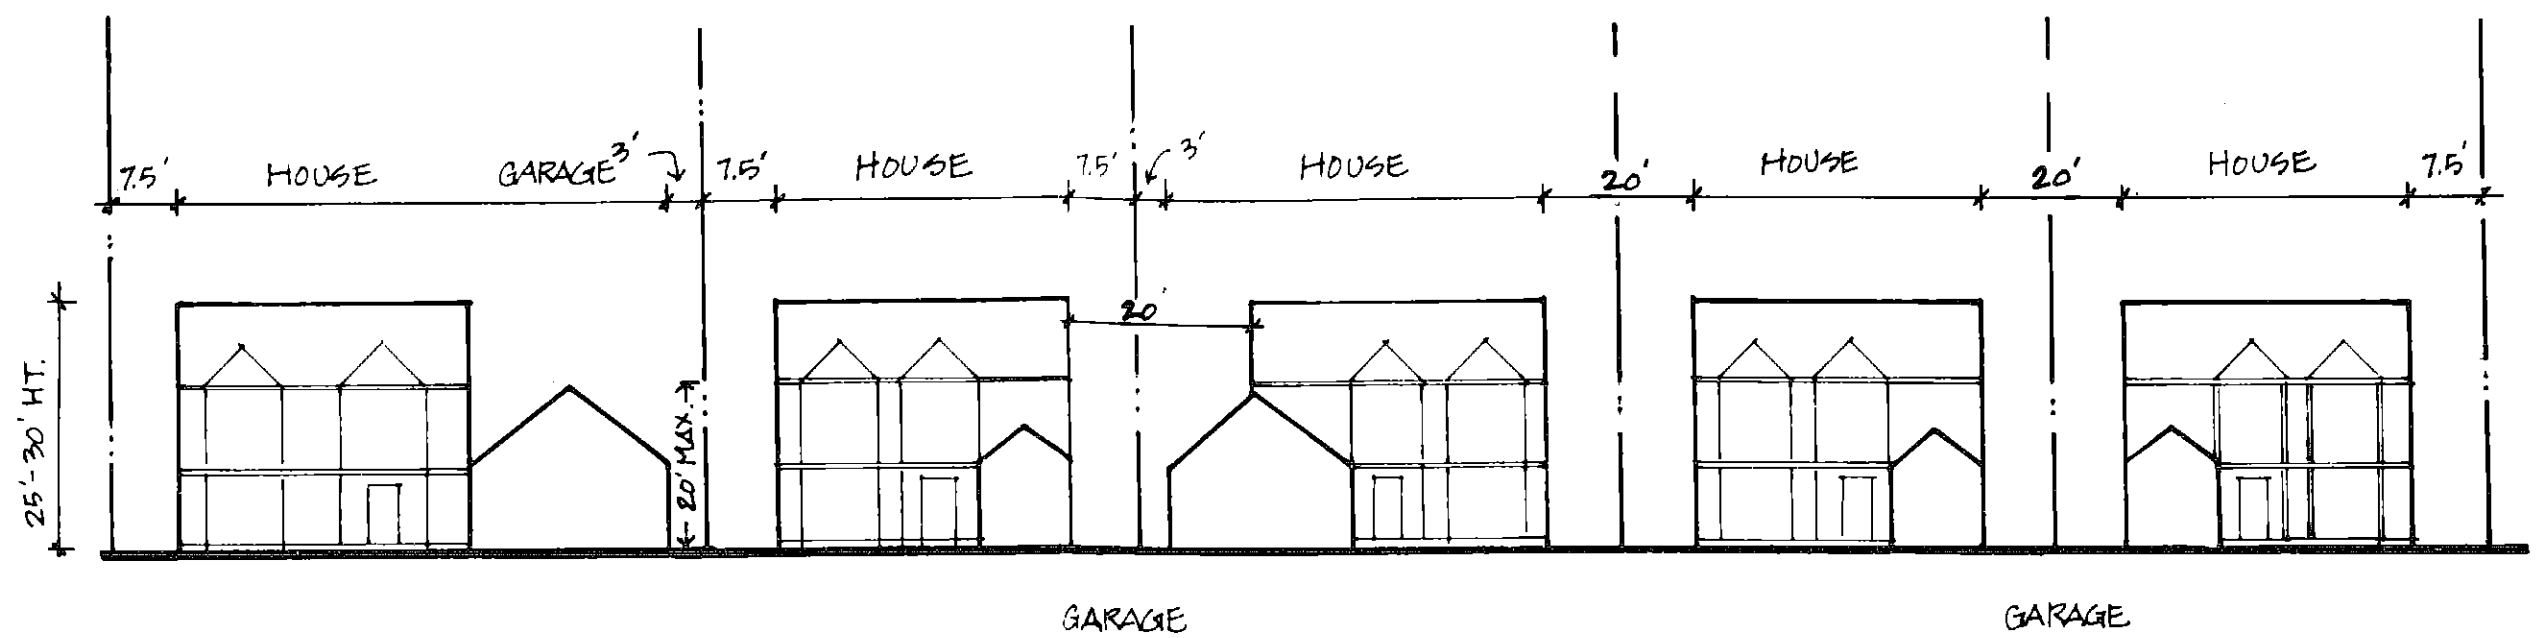 7.5' HOUSE GARAGE 3' 7.5' HOUSE 7.5' 3' HOUSE 20' HOUSE 20' HOUSE 7.5'
20'
25'-30' HT.
20' MAX.
GARAGE GARAGE